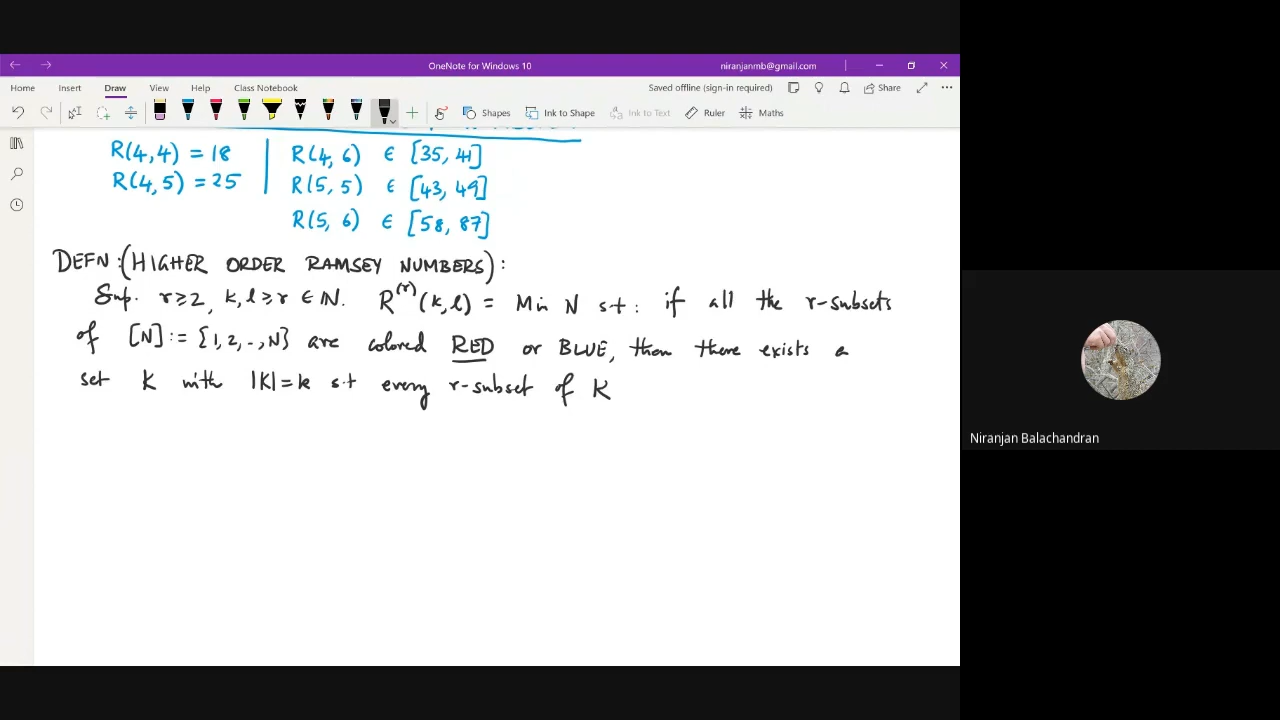 OneNote for Windows 10
niranjanmb@gmail.com
Home Insert Draw View Help Class Notebook
Saved offline (sign-in required) Share
Shapes Ink to Shape Ink to Text Ruler Maths
R(4,4) = 18
R(4,5) = 25
R(4,6) ∈ [35, 41]
R(5,5) ∈ [43, 49]
R(5,6) ∈ [58, 87]
DEFN:(HIGHER ORDER RAMSEY NUMBERS):
Sup. r≥2, k,l≥r ∈ N. R^(r)(k,l) = Min N s.t: if all the r-subsets
of [N]:={1,2,..,N} are colored RED or BLUE, then there exists a
set K with |K|=k s.t every r-subset of K
Niranjan Balachandran